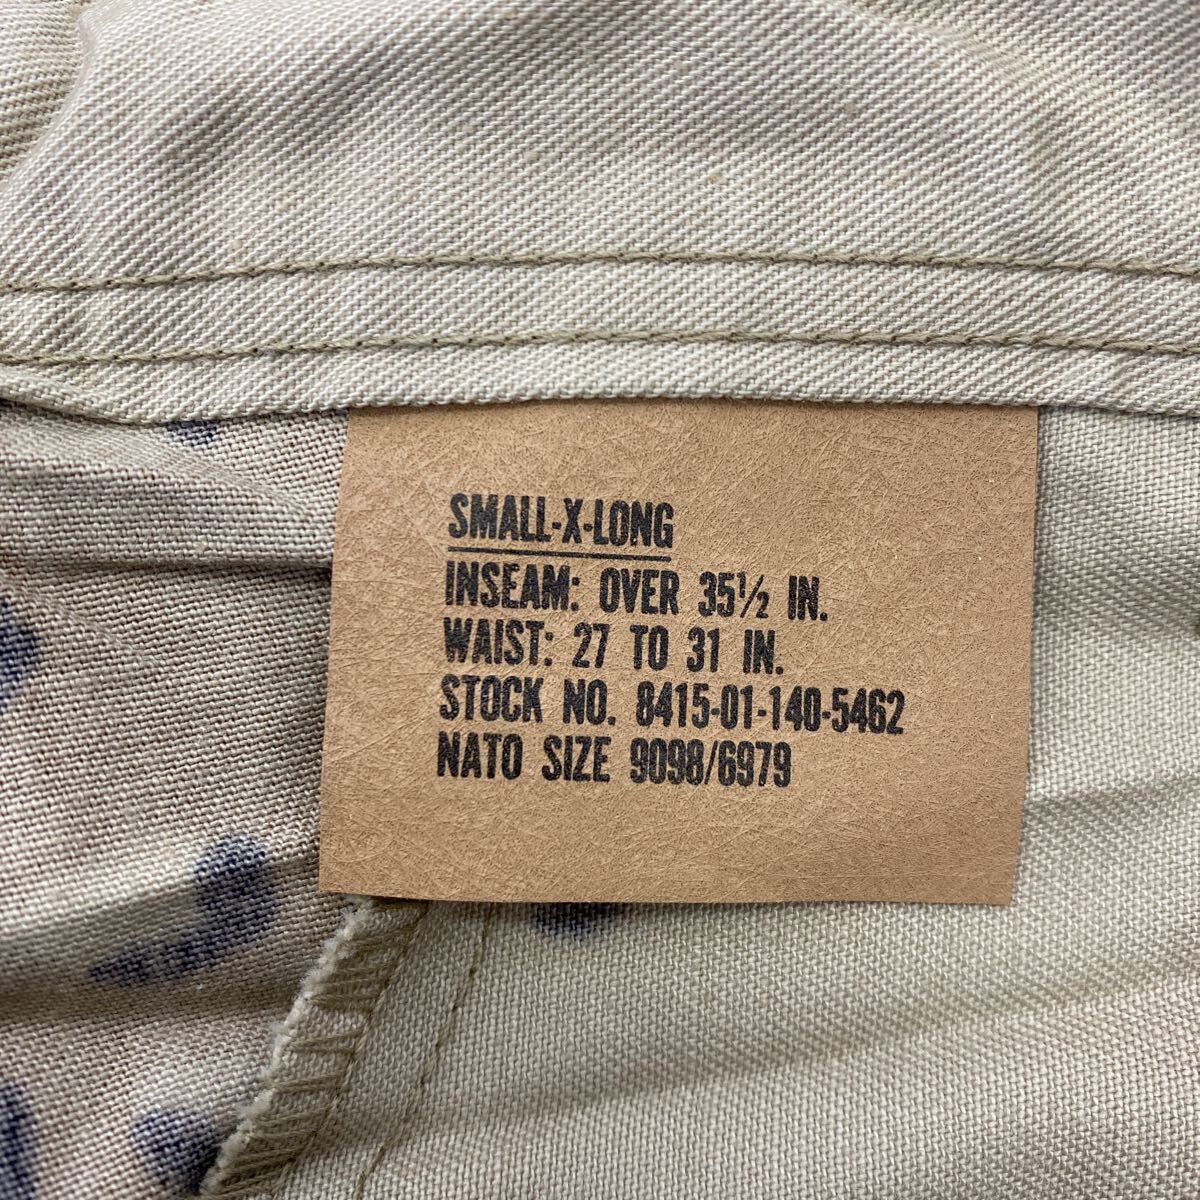 SMALL-X-LONG
INSEAM: OVER 35½ IN.
WAIST: 27 TO 31 IN.
STOCK NO. 8415-01-140-5462
NATO SIZE 9098/6979